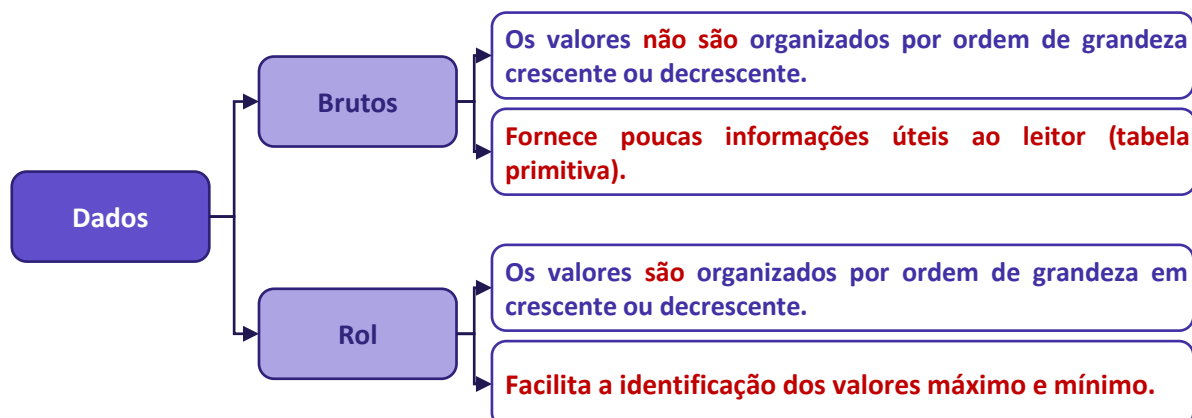 Os valores não são organizados por ordem de grandeza
crescente ou decrescente.
Brutos
Fornece poucas informações úteis ao leitor (tabela
primitiva).
Dados
Os valores são organizados por ordem de grandeza em
crescente ou decrescente.
Rol
Facilita a identificação dos valores máximo e mínimo.